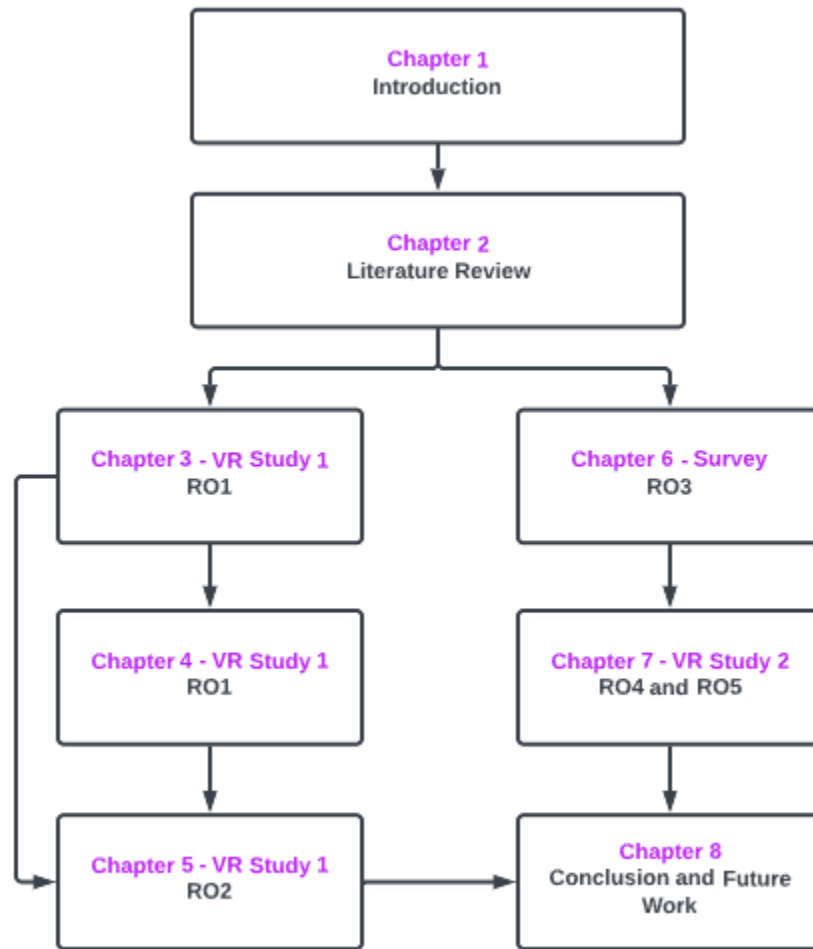 Chapter 1
Introduction
Chapter 2
Literature Review
Chapter 3 - VR Study 1
RO1
Chapter 6 - Survey
RO3
Chapter 4 - VR Study 1
RO1
Chapter 7 - VR Study 2
RO4 and RO5
Chapter 5 - VR Study 1
RO2
Chapter 8
Conclusion and Future
Work